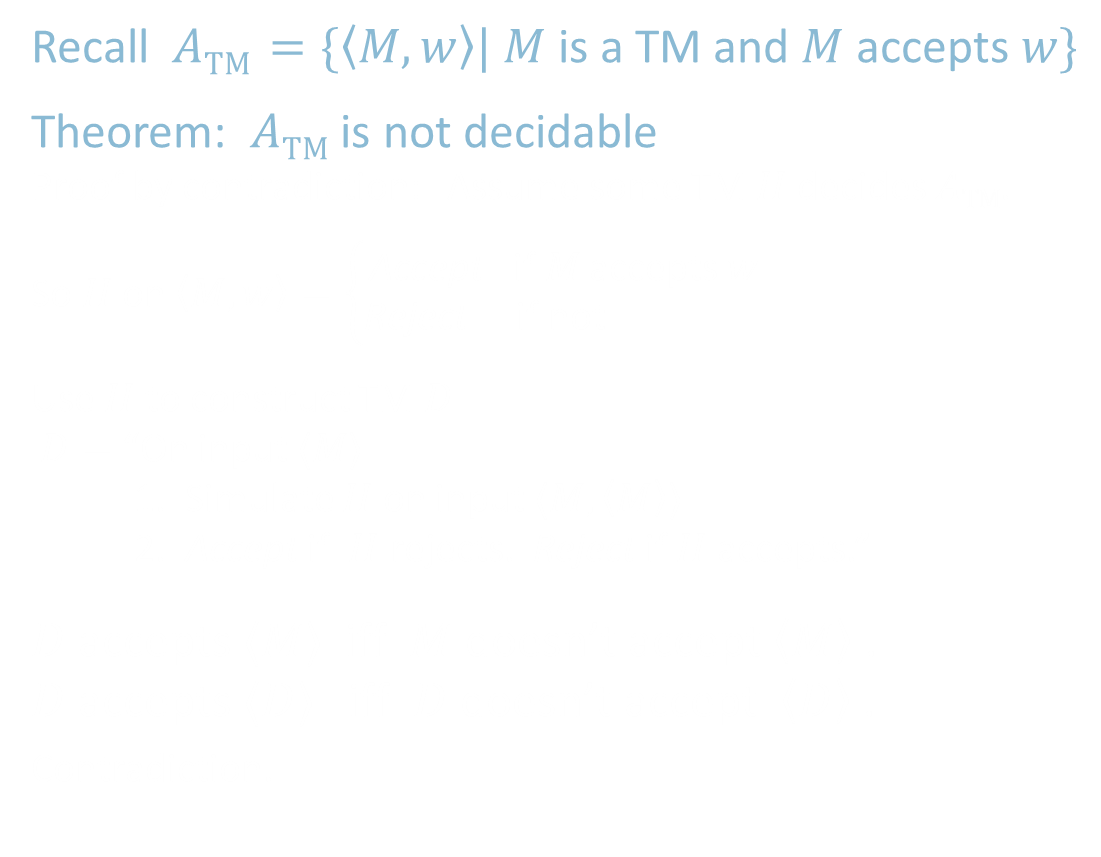 Recall A_TM = {⟨M, w⟩| M is a TM and M accepts w}
Theorem: A_TM is not decidable